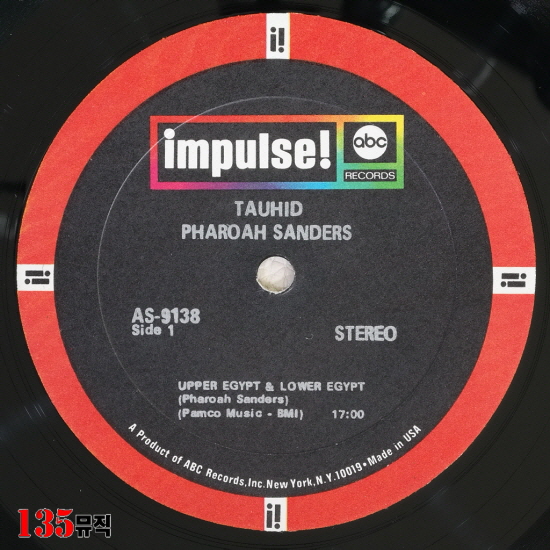 i!
impulse!
abc
RECORDS
TAUHID
PHAROAH SANDERS
i!i!
i!i!
AS-9138
Side 1
STEREO
UPPER EGYPT & LOWER EGYPT
(Pharoah Sanders)
(Pamco Music - BMI) 17:00
A Product of ABC Records, Inc. New York, N.Y. 10019 • Made in USA
i!
135뮤직